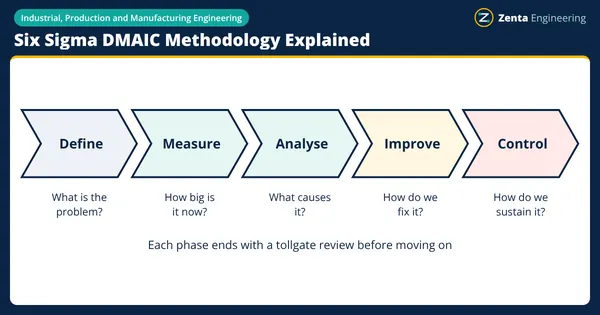 Industrial, Production and Manufacturing Engineering
Zenta Engineering
Six Sigma DMAIC Methodology Explained
Define
Measure
Analyse
Improve
Control
What is the
problem?
How big is
it now?
What causes
it?
How do we
fix it?
How do we
sustain it?
Each phase ends with a tollgate review before moving on